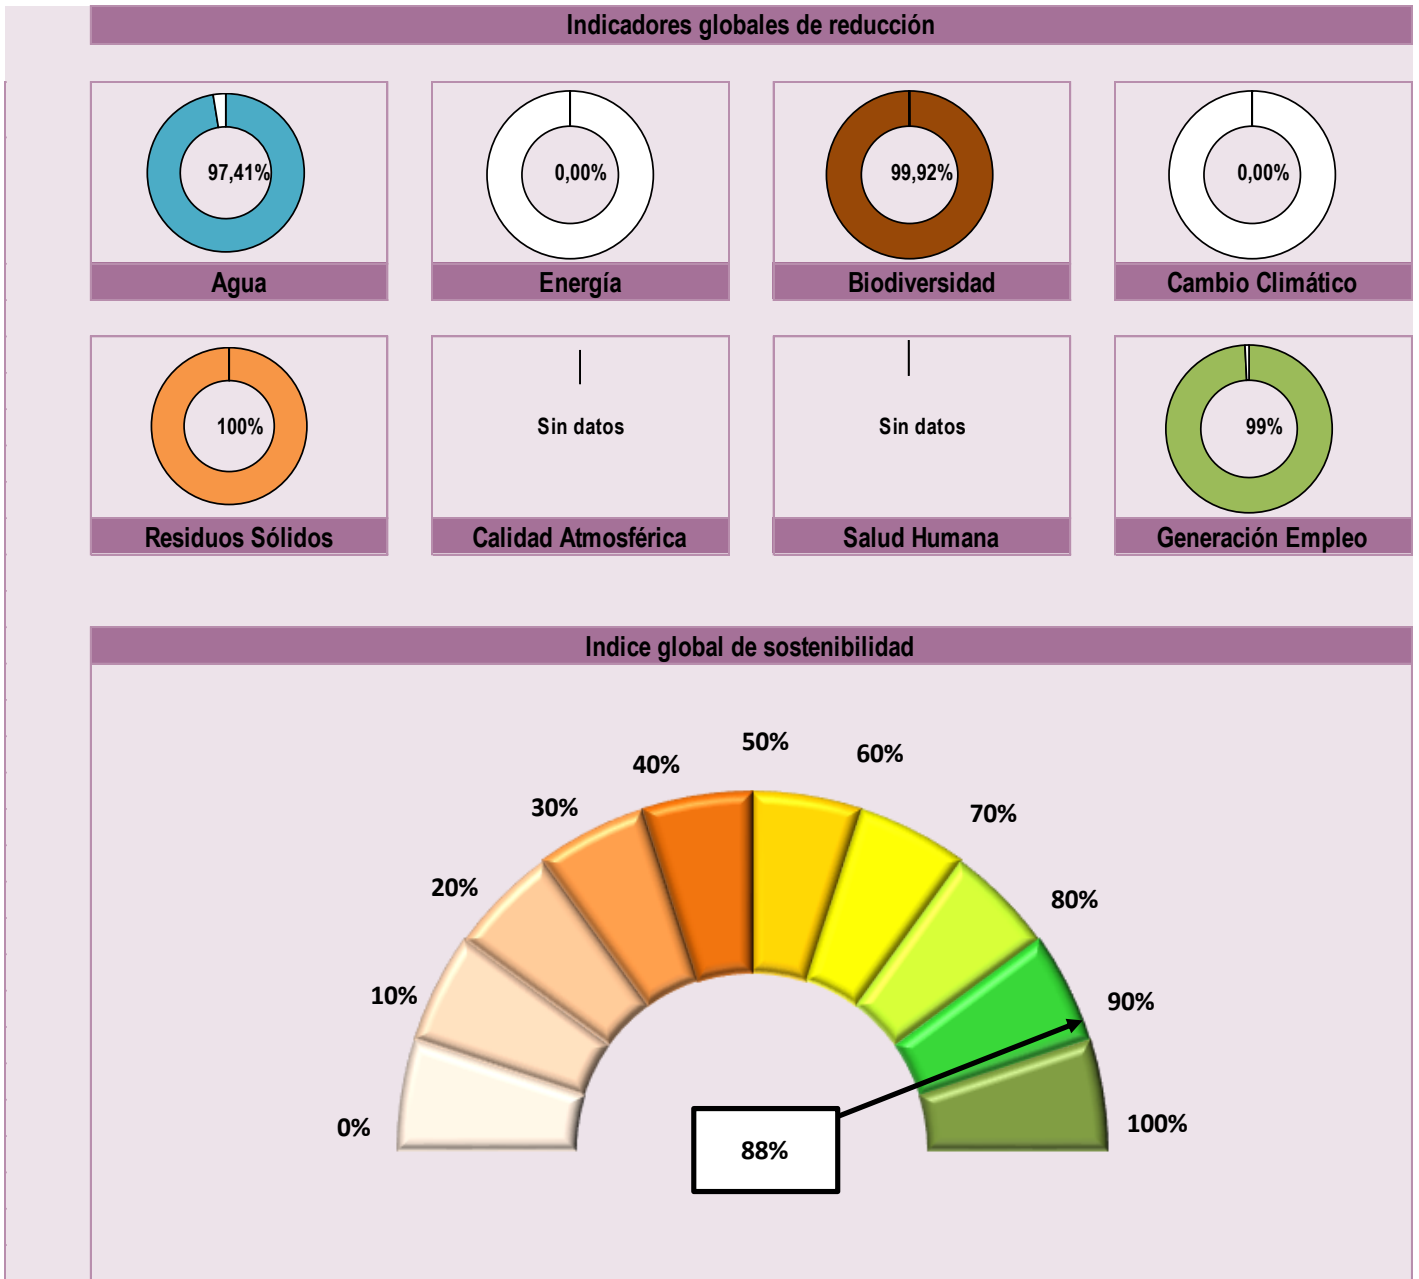 Indicadores globales de reducción
97,41%
0,00%
99,92%
0,00%
Agua
Energía
Biodiversidad
Cambio Climático
100%
Sin datos
Sin datos
99%
Residuos Sólidos
Calidad Atmosférica
Salud Humana
Generación Empleo
Indice global de sostenibilidad
0%
10%
20%
30%
40%
50%
60%
70%
80%
90%
100%
88%